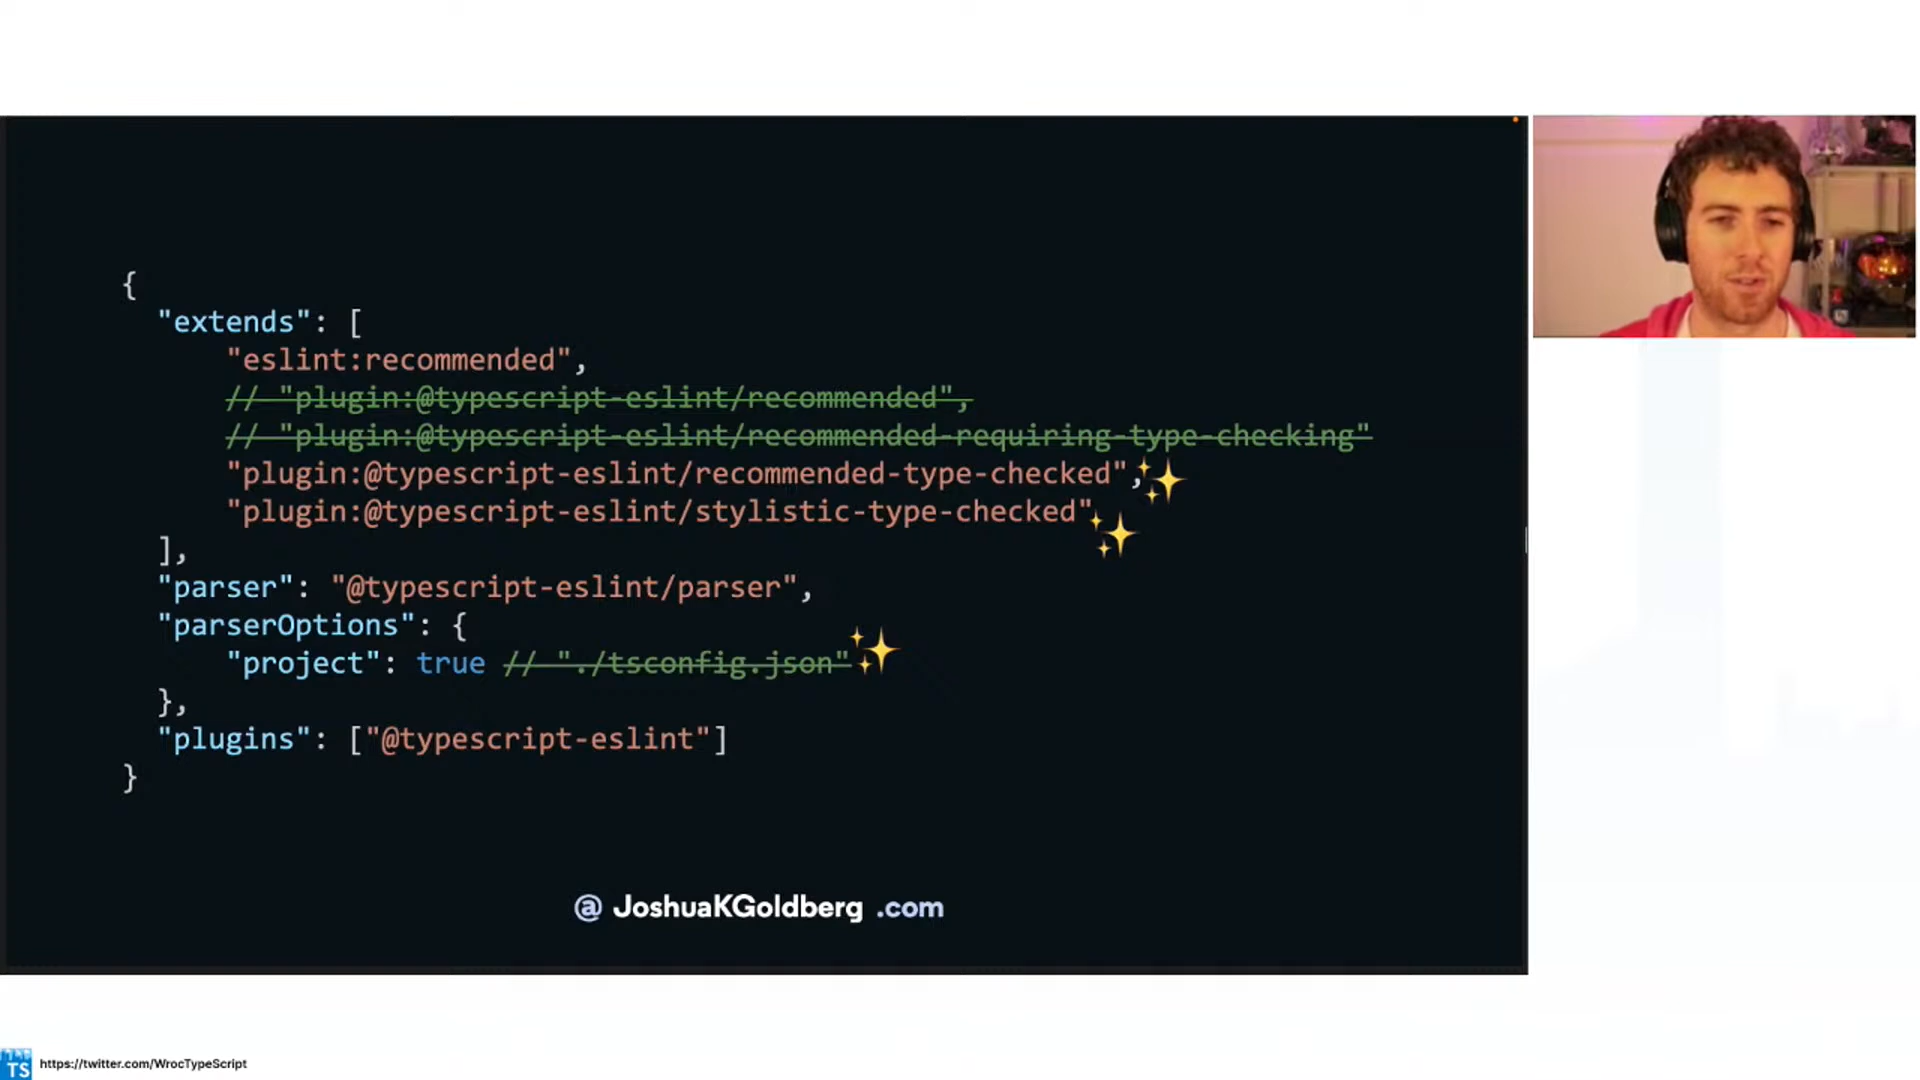 {
"extends": [
"eslint:recommended",
// "plugin:@typescript-eslint/recommended",
// "plugin:@typescript-eslint/recommended-requiring-type-checking"
"plugin:@typescript-eslint/recommended-type-checked",
"plugin:@typescript-eslint/stylistic-type-checked"
],
"parser": "@typescript-eslint/parser",
"parserOptions": {
"project": true // "./tsconfig.json"
},
"plugins": ["@typescript-eslint"]
}
@ JoshuaKGoldberg .com
TS https://twitter.com/WrocTypeScript